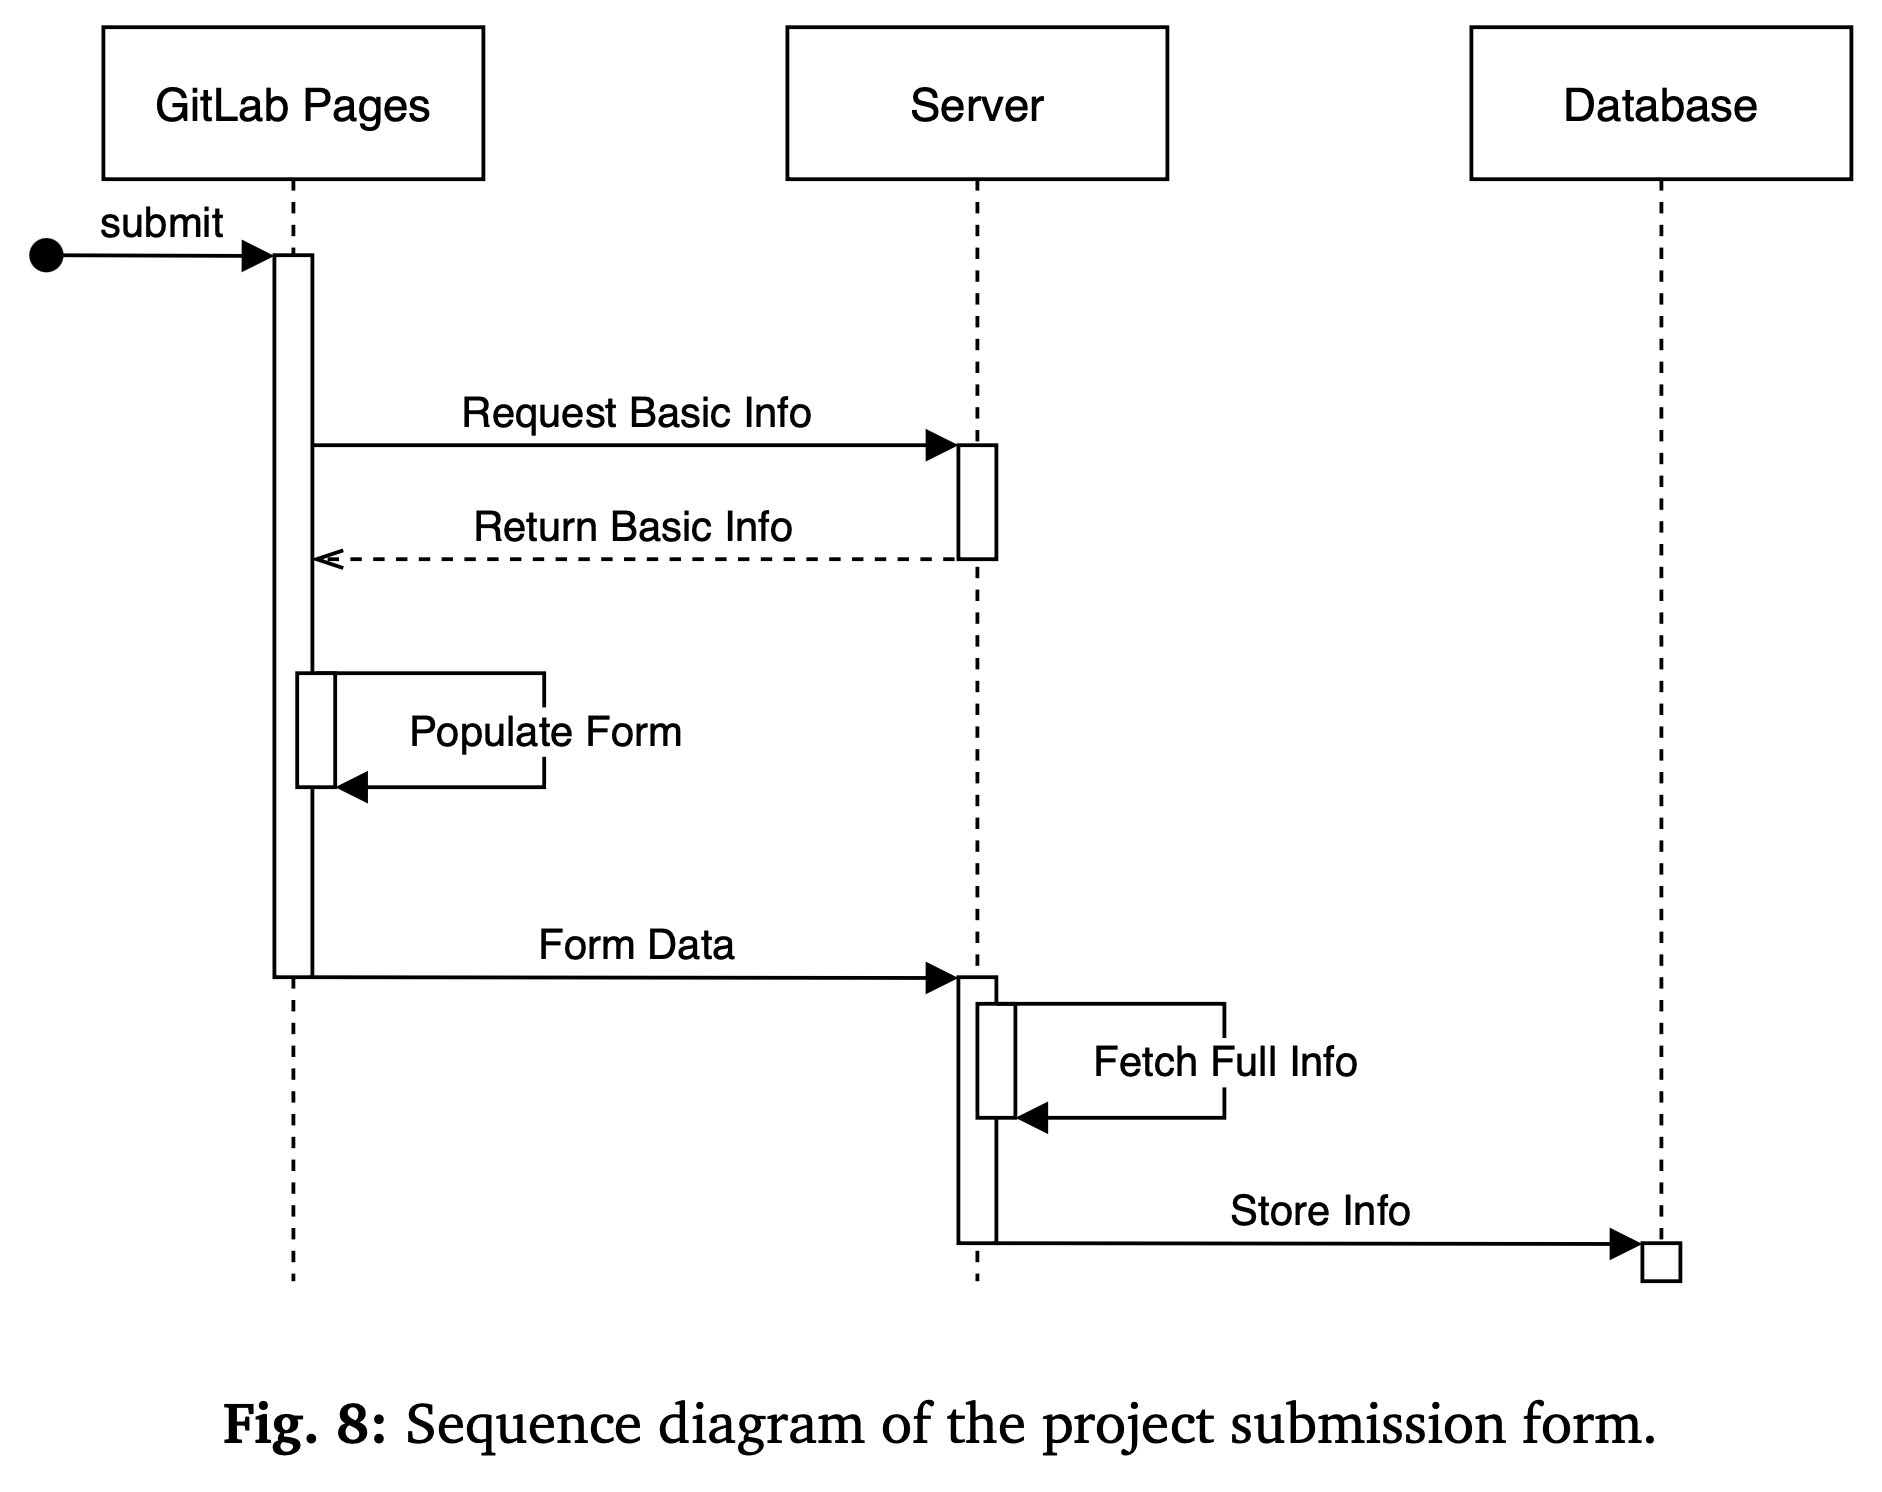 GitLab Pages
Server
Database
submit
Request Basic Info
Return Basic Info
Populate Form
Form Data
Fetch Full Info
Store Info
Fig. 8: Sequence diagram of the project submission form.